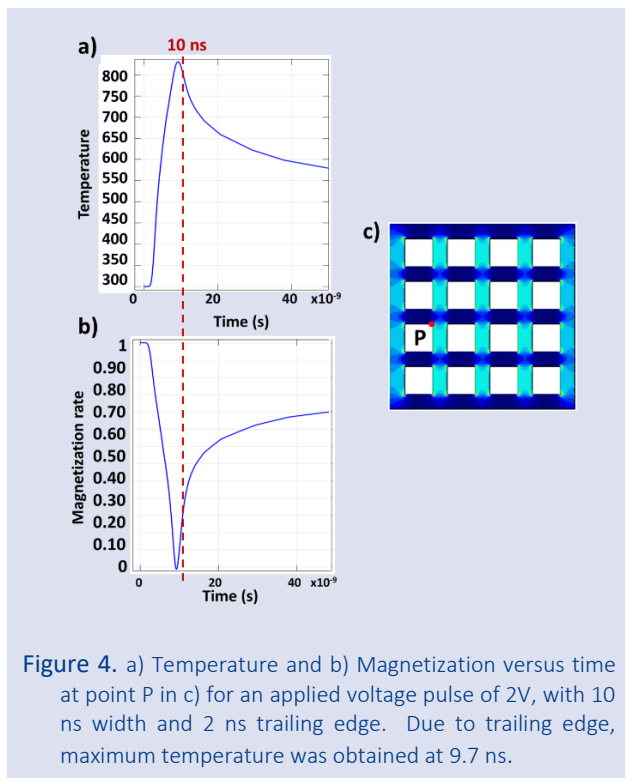 a)
10 ns
800
750
700
650
600
550
500
450
400
350
300
Temperature
0
20
40
x10⁻⁹
Time (s)
b)
1
0.90
0.80
0.70
0.60
0.50
0.40
0.30
0.20
0.10
0
Magnetization rate
0
20
40
x10⁻⁹
Time (s)
c)
P
Figure 4. a) Temperature and b) Magnetization versus time
at point P in c) for an applied voltage pulse of 2V, with 10
ns width and 2 ns trailing edge. Due to trailing edge,
maximum temperature was obtained at 9.7 ns.